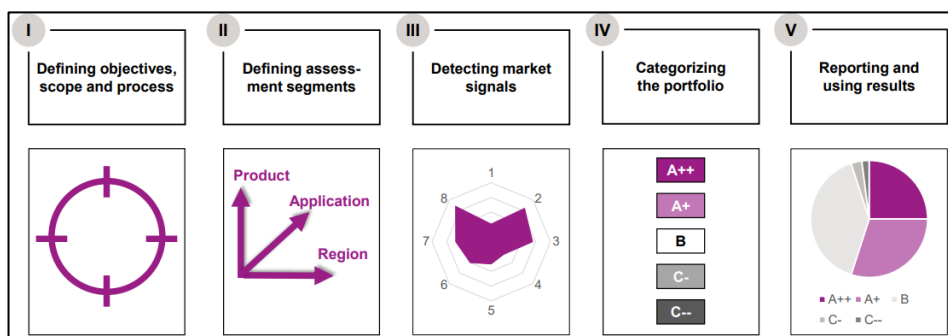 I
Defining objectives,
scope and process
II
Defining assess-
ment segments
III
Detecting market
signals
IV
Categorizing
the portfolio
V
Reporting and
using results
Product
Application
Region
1
2
3
4
5
6
7
8
A++
A+
B
C-
C--
A++ A+ B
C- C--